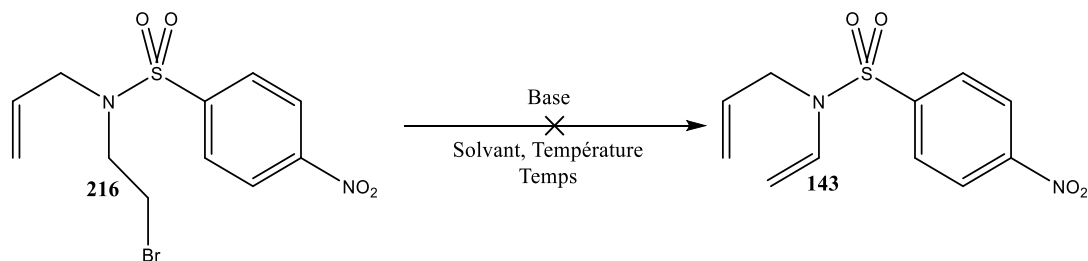 O O
S
N
216
NO2
Br
Base
Solvant, Température
Temps
O O
S
N
143
NO2